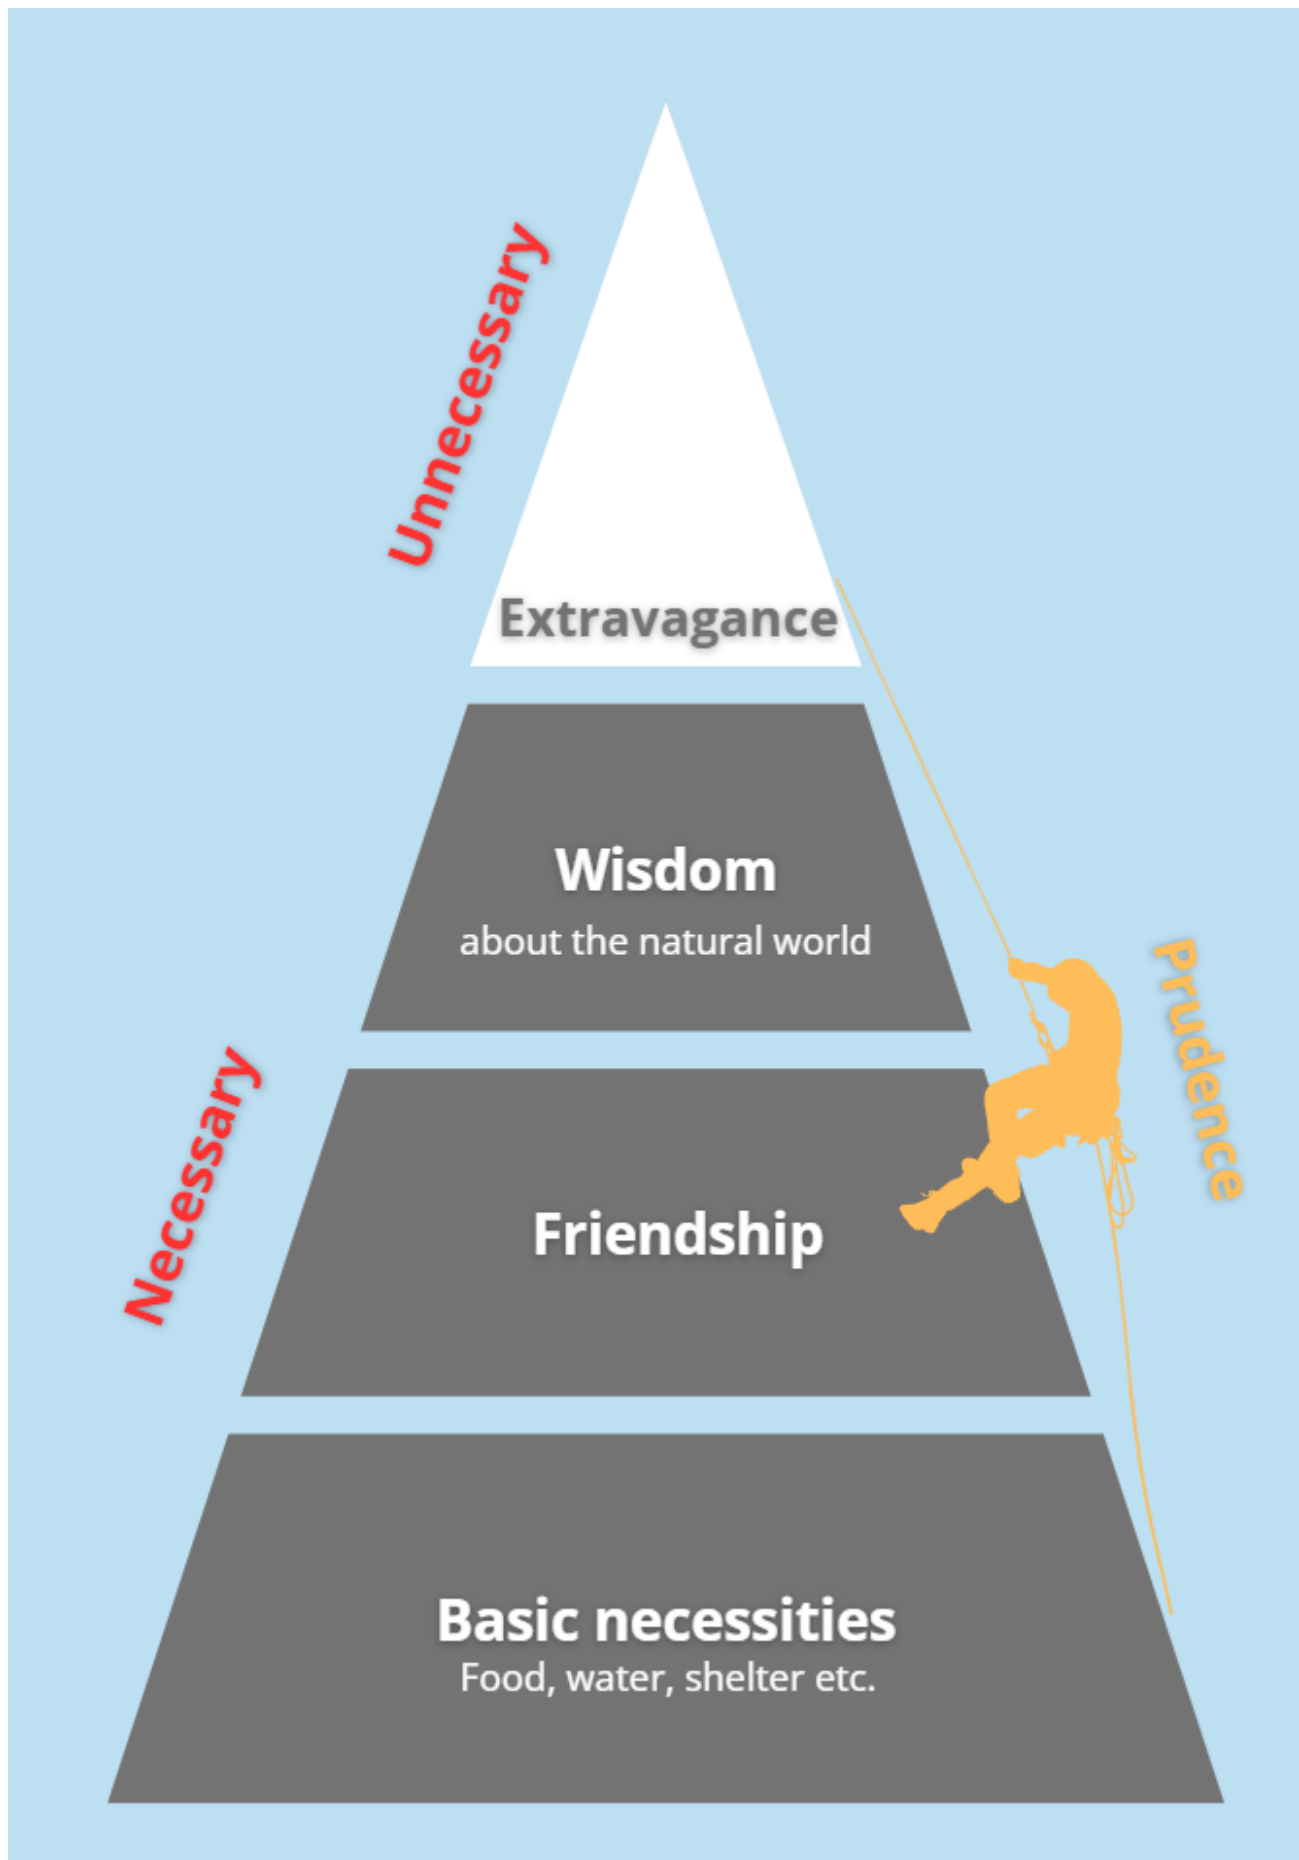 Unnecessary
Extravagance
Wisdom
about the natural world
Prudence
Necessary
Friendship
Basic necessities
Food, water, shelter etc.